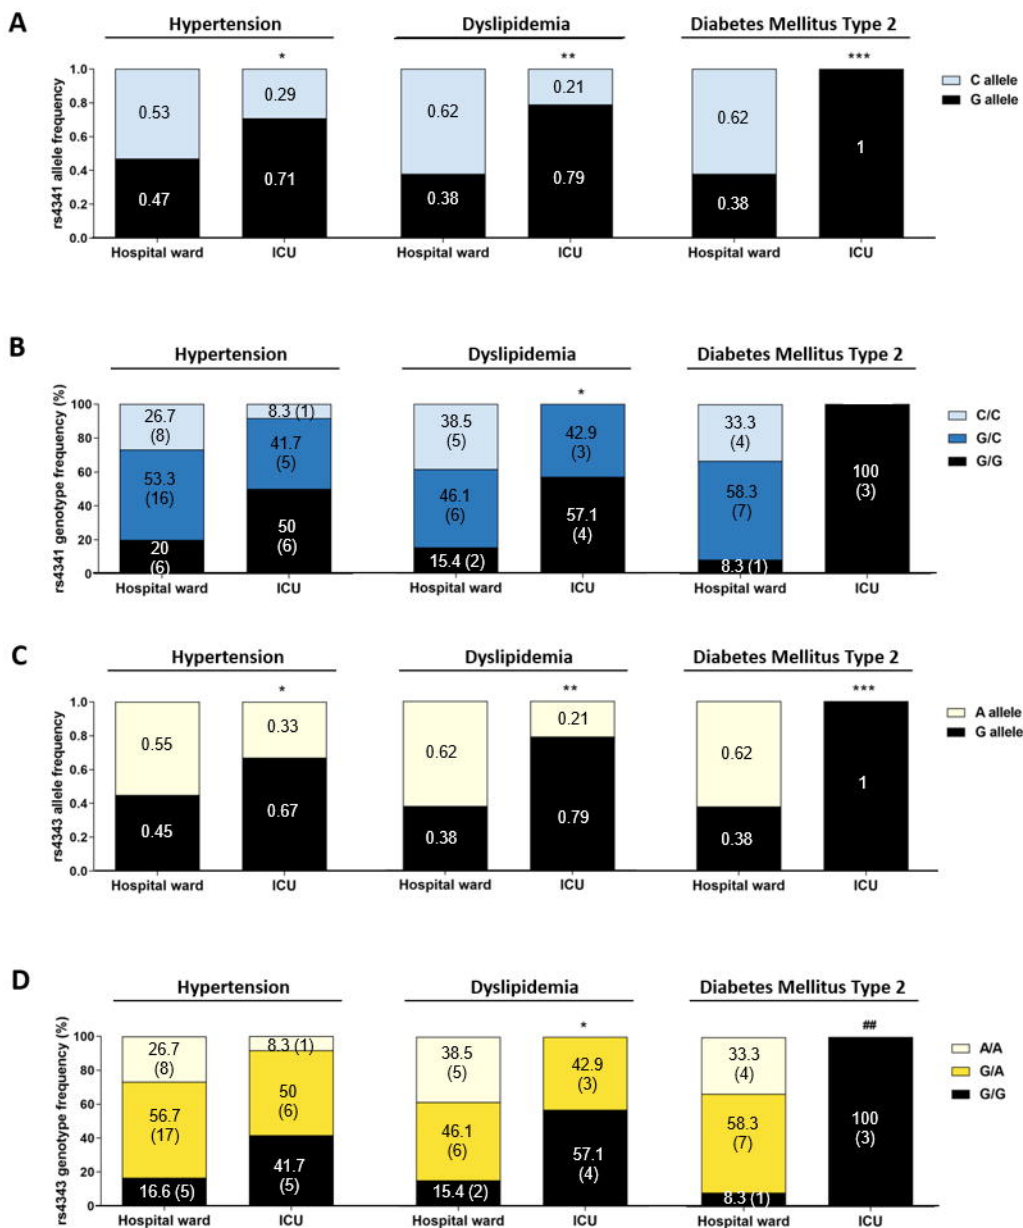 A
Hypertension
Dyslipidemia
Diabetes Mellitus Type 2
*
**
***
rs4341 allele frequency
1.0
0.8
0.6
0.4
0.2
0.0
0.53
0.47
0.29
0.71
0.62
0.38
0.21
0.79
0.62
0.38
1
Hospital ward
ICU
Hospital ward
ICU
Hospital ward
ICU
C allele
G allele
B
Hypertension
Dyslipidemia
Diabetes Mellitus Type 2
*
rs4341 genotype frequency (%)
100
80
60
40
20
0
26.7
(8)
53.3
(16)
20
(6)
8.3 (1)
41.7
(5)
50
(6)
38.5
(5)
46.1
(6)
15.4 (2)
42.9
(3)
57.1
(4)
33.3
(4)
58.3
(7)
8.3 (1)
100
(3)
Hospital ward
ICU
Hospital ward
ICU
Hospital ward
ICU
C/C
G/C
G/G
C
Hypertension
Dyslipidemia
Diabetes Mellitus Type 2
*
**
***
rs4343 allele frequency
1.0
0.8
0.6
0.4
0.2
0.0
0.55
0.45
0.33
0.67
0.62
0.38
0.21
0.79
0.62
0.38
1
Hospital ward
ICU
Hospital ward
ICU
Hospital ward
ICU
A allele
G allele
D
Hypertension
Dyslipidemia
Diabetes Mellitus Type 2
*
##
rs4343 genotype frequency (%)
100
80
60
40
20
0
26.7
(8)
56.7
(17)
16.6 (5)
8.3 (1)
50
(6)
41.7
(5)
38.5
(5)
46.1
(6)
15.4 (2)
42.9
(3)
57.1
(4)
33.3
(4)
58.3
(7)
8.3 (1)
100
(3)
Hospital ward
ICU
Hospital ward
ICU
Hospital ward
ICU
A/A
G/A
G/G